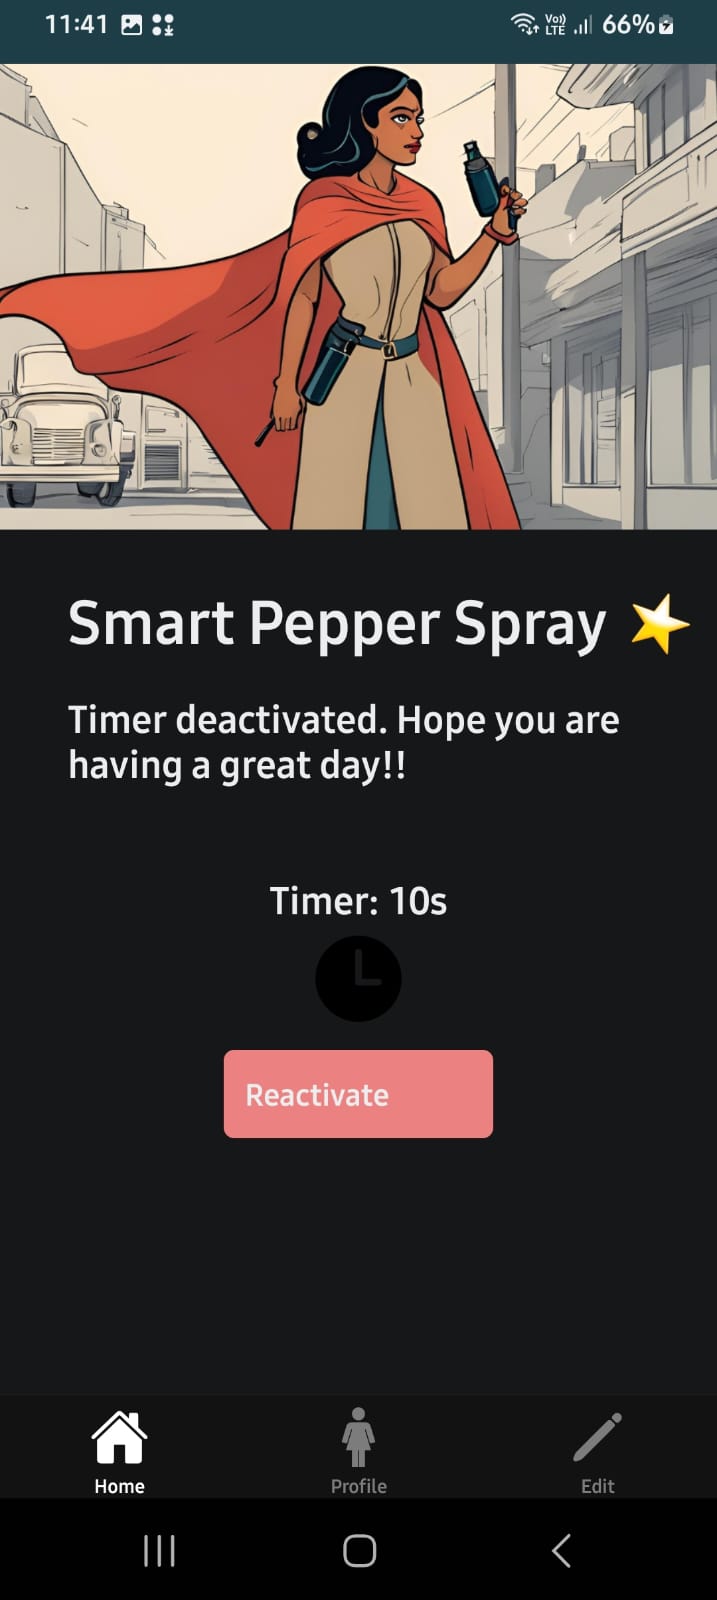 11:41 Vo)) LTE 66%
Smart Pepper Spray ⭐
Timer deactivated. Hope you are
having a great day!!
Timer: 10s
Reactivate
Home Profile Edit